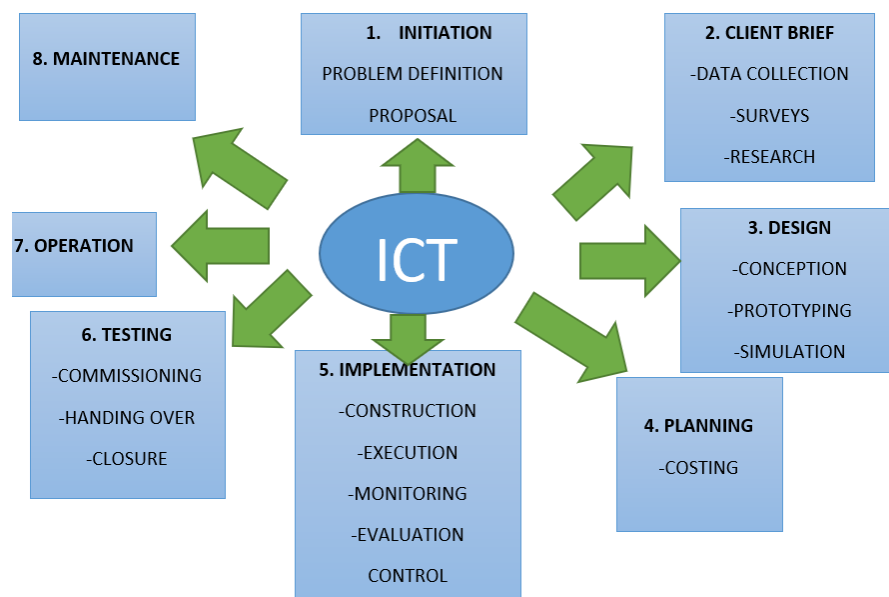 1. INITIATION
PROBLEM DEFINITION
PROPOSAL
2. CLIENT BRIEF
-DATA COLLECTION
-SURVEYS
-RESEARCH
3. DESIGN
-CONCEPTION
-PROTOTYPING
-SIMULATION
4. PLANNING
-COSTING
5. IMPLEMENTATION
-CONSTRUCTION
-EXECUTION
-MONITORING
-EVALUATION
CONTROL
6. TESTING
-COMMISSIONING
-HANDING OVER
-CLOSURE
7. OPERATION
8. MAINTENANCE
ICT